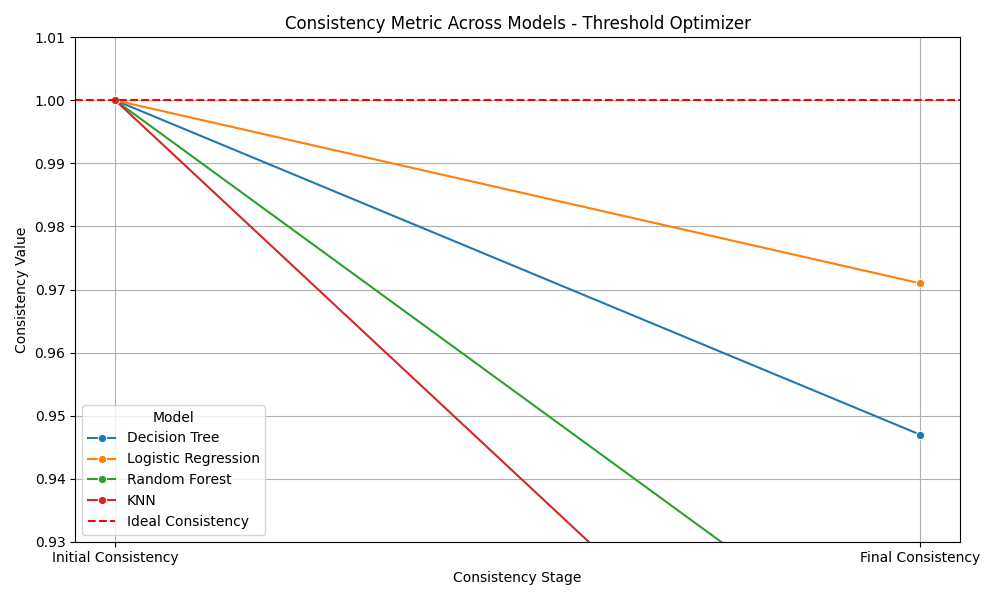 Consistency Metric Across Models - Threshold Optimizer
Consistency Value
1.01
1.00
0.99
0.98
0.97
0.96
0.95
0.94
0.93
Model
Decision Tree
Logistic Regression
Random Forest
KNN
Ideal Consistency
Initial Consistency
Final Consistency
Consistency Stage